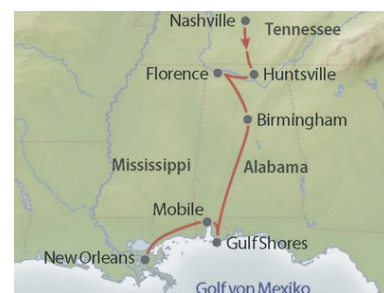 Nashville
Tennessee
Florence
Huntsville
Birmingham
Mississippi
Alabama
Mobile
Gulf Shores
New Orleans
Golf von Mexiko